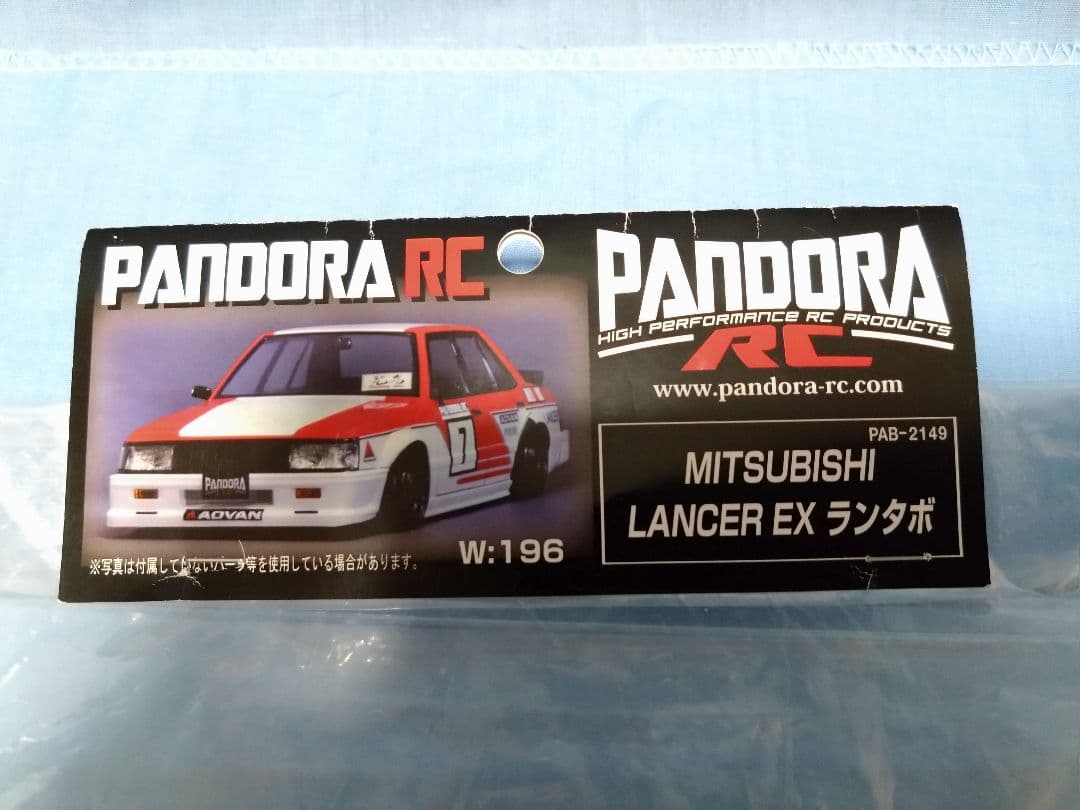 PANDORA RC
PANDORA
HIGH PERFORMANCE RC PRODUCTS
RC
www.pandora-rc.com
PAB-2149
MITSUBISHI
LANCER EX ランタボ
PANDORA RC
7
PANDORA
ADVAN
W:196
※写真は付属していないパーツ等を使用している場合があります。